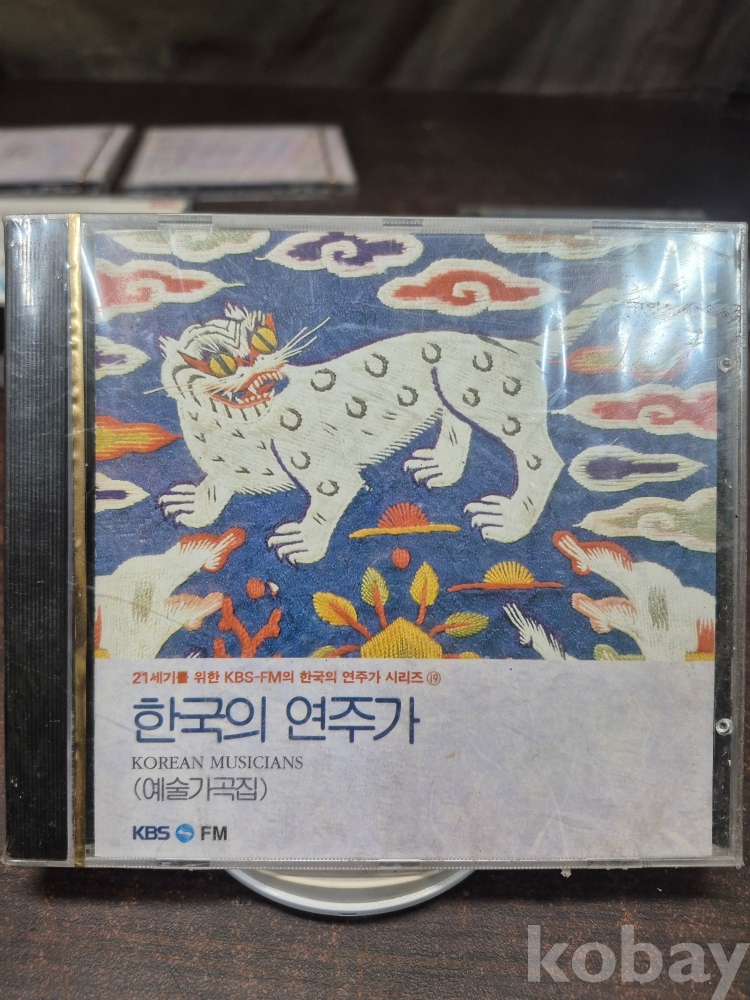 21세기를 위한 KBS-FM의 한국의 연주가 시리즈 ⑲
한국의 연주가
KOREAN MUSICIANS
(예술가곡집)
KBS FM
kobay